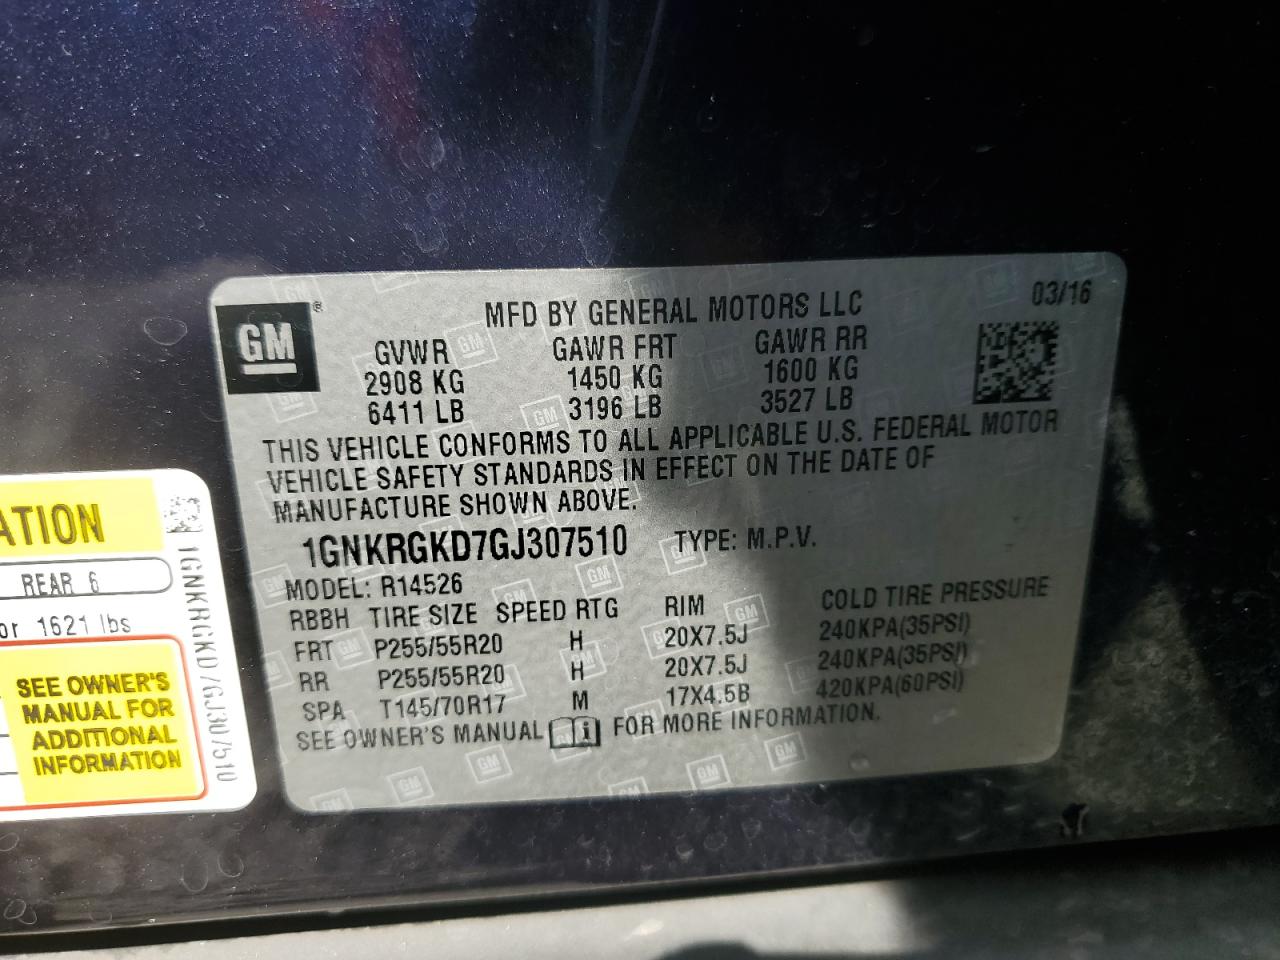 GM ®
MFD BY GENERAL MOTORS LLC
03/16
GVWR GAWR FRT GAWR RR
2908 KG 1450 KG 1600 KG
6411 LB 3196 LB 3527 LB
THIS VEHICLE CONFORMS TO ALL APPLICABLE U.S. FEDERAL MOTOR
VEHICLE SAFETY STANDARDS IN EFFECT ON THE DATE OF
MANUFACTURE SHOWN ABOVE.
1GNKRGKD7GJ307510 TYPE: M.P.V.
MODEL: R14526
RBBH TIRE SIZE SPEED RTG RIM COLD TIRE PRESSURE
FRT P255/55R20 H 20X7.5J 240KPA(35PSI)
RR P255/55R20 H 20X7.5J 240KPA(35PSI)
SPA T145/70R17 M 17X4.5B 420KPA(60PSI)
SEE OWNER'S MANUAL FOR MORE INFORMATION.
ATION
REAR 6
or 1621 lbs
SEE OWNER'S
MANUAL FOR
ADDITIONAL
INFORMATION
1GNKRGKD7GJ307510